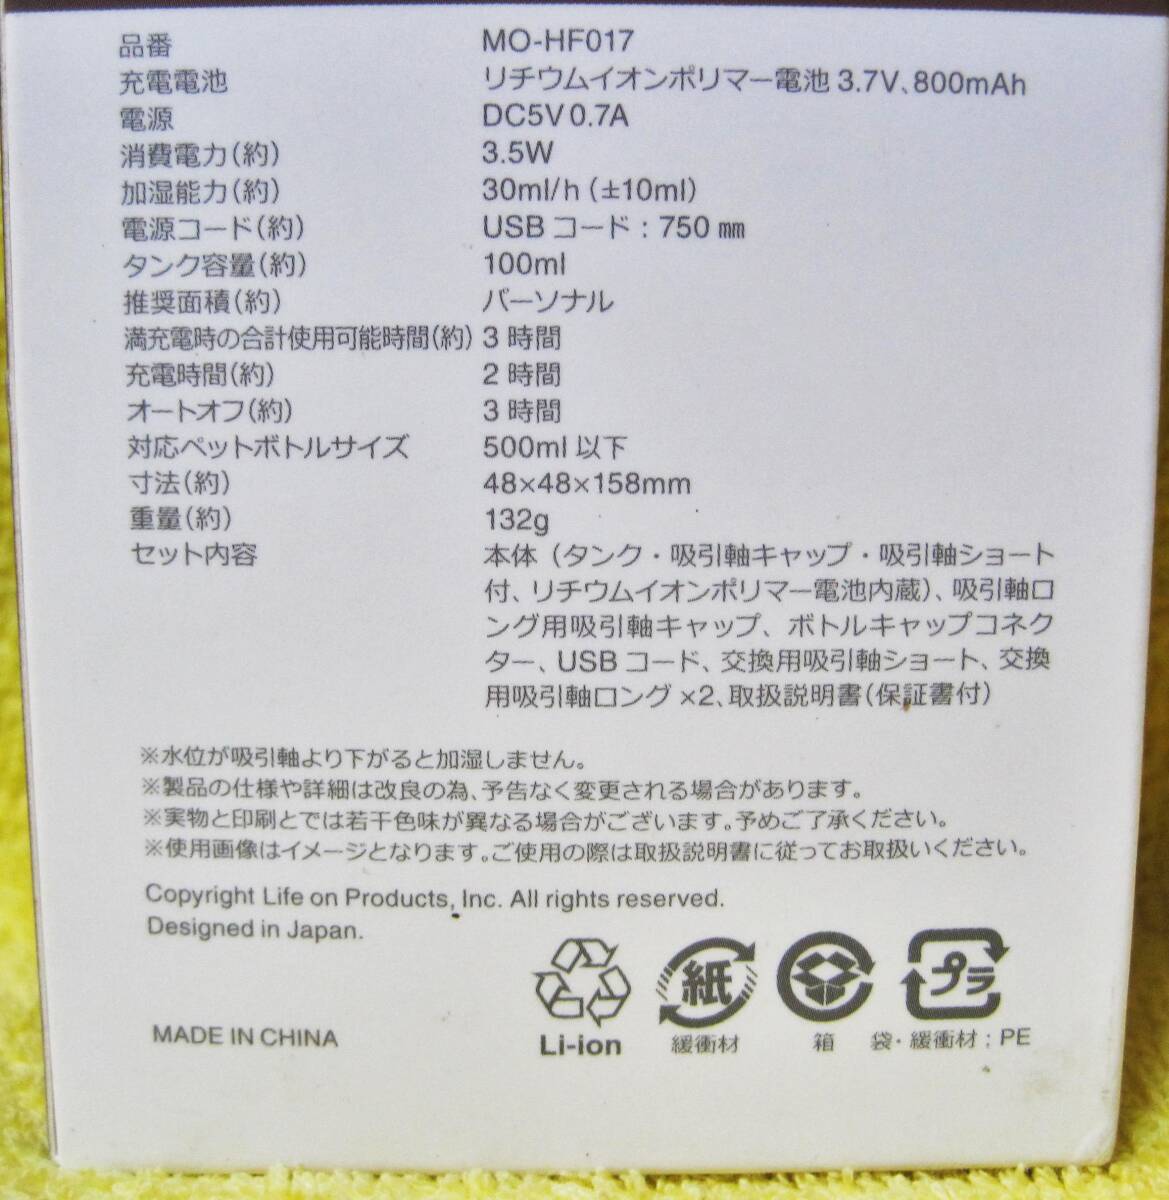 品番 MO-HF017
充電電池 リチウムイオンポリマー電池 3.7V、800mAh
電源 DC5V 0.7A
消費電力(約) 3.5W
加湿能力(約) 30ml/h (±10ml)
電源コード(約) USB コード : 750 ㎜
タンク容量(約) 100ml
推奨面積(約) パーソナル
満充電時の合計使用可能時間(約) 3 時間
充電時間(約) 2 時間
オートオフ(約) 3 時間
対応ペットボトルサイズ 500ml 以下
寸法(約) 48×48×158mm
重量(約) 132g
セット内容 本体(タンク・吸引軸キャップ・吸引軸ショート
付、リチウムイオンポリマー電池内蔵)、吸引軸ロ
ング用吸引軸キャップ、ボトルキャップコネク
ター、USB コード、交換用吸引軸ショート、交換
用吸引軸ロング ×2、取扱説明書(保証書付)
※水位が吸引軸より下がると加湿しません。
※製品の仕様や詳細は改良の為、予告なく変更される場合があります。
※実物と印刷とでは若干色味が異なる場合がございます。予めご了承ください。
※使用画像はイメージとなります。ご使用の際は取扱説明書に従ってお取扱いください。
Copyright Life on Products, Inc. All rights reserved.
Designed in Japan.
MADE IN CHINA
Li-ion
紙
緩衝材
箱
プラ
袋・緩衝材 : PE